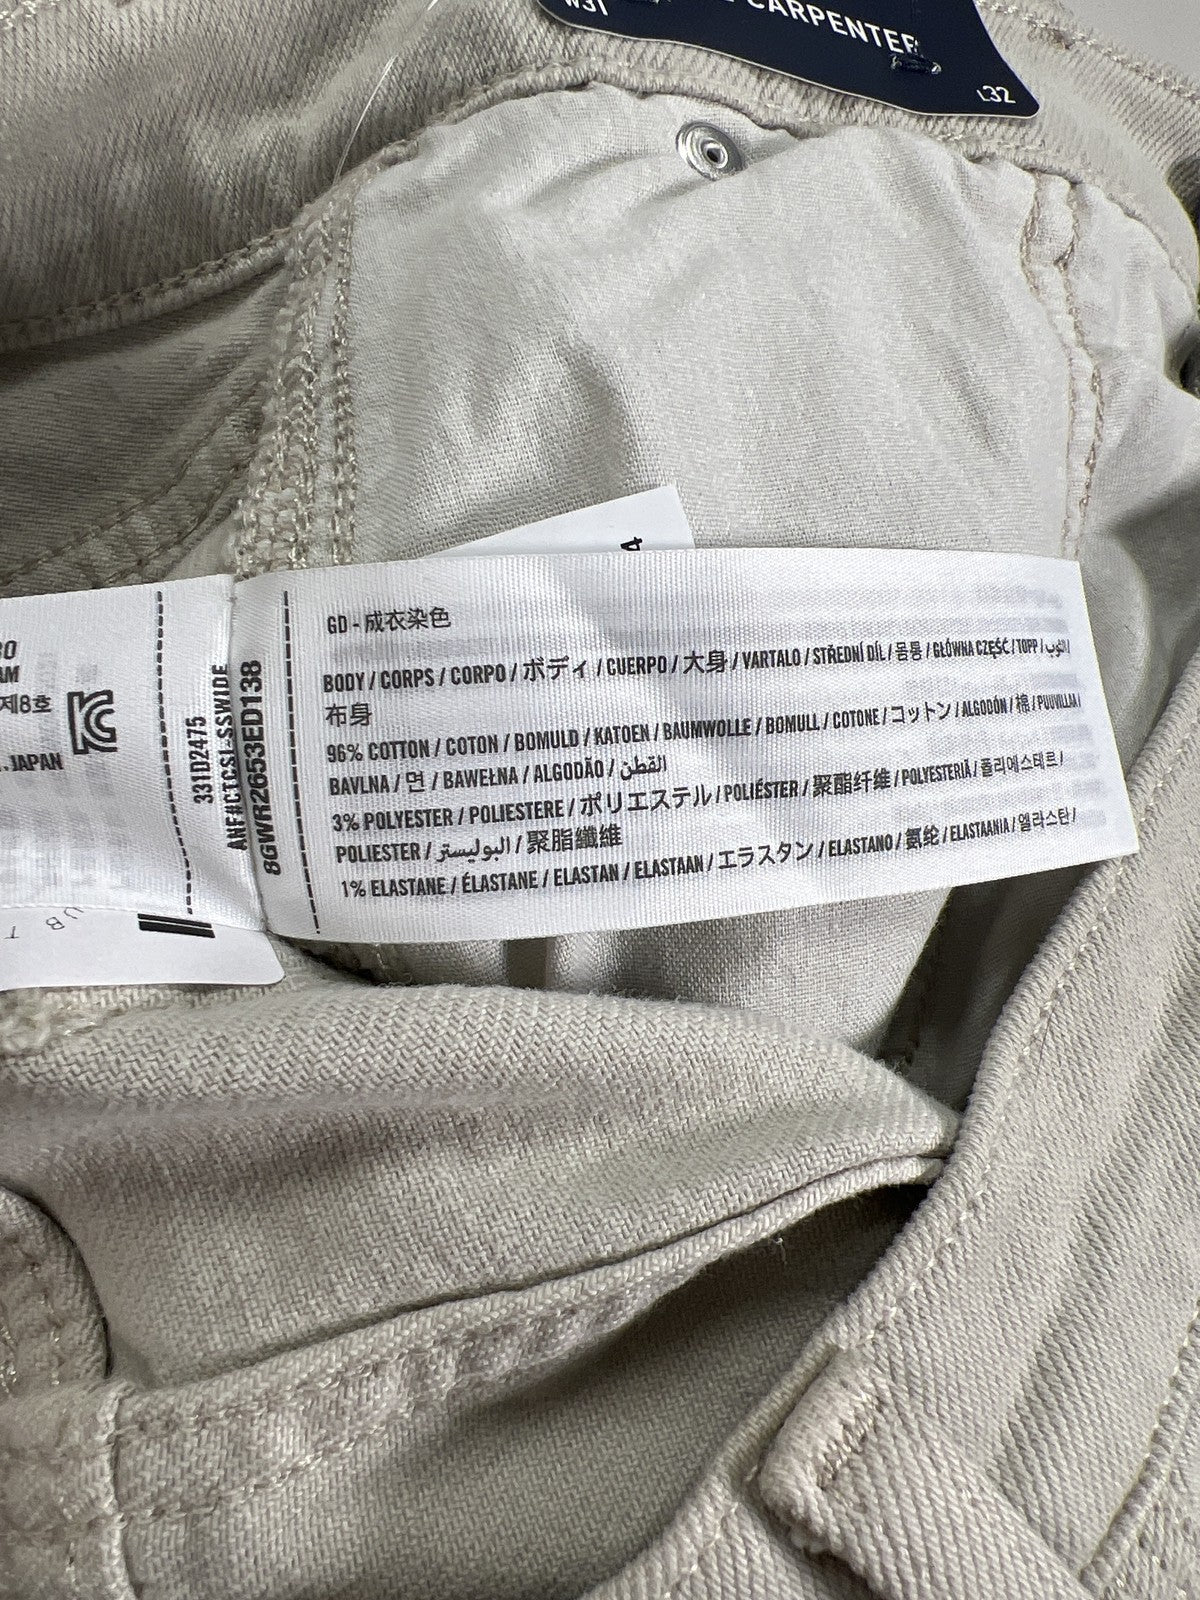 W31
CARPENTER
L32
4
GD - 成衣染色
BODY / CORPS / CORPO / ボディ / CUERPO / 大身 / VARTALO / STŘEDNÍ DÍL / 몸통 / GŁÓWNA CZĘŚĆ / TOPP / الثوب /
布身
96% COTTON / COTON / BOMULD / KATOEN / BAUMWOLLE / BOMULL / COTONE / コットン / ALGODÓN / 棉 / PUUVILLAA /
BAVLNA / 면 / BAWEŁNA / ALGODÃO / القطن
3% POLYESTER / POLIESTERE / ポリエステル / POLIÉSTER / 聚酯纤维 / POLYESTERIÄ / 폴리에스테르 /
POLIESTER / البوليستر / 聚脂纖維
1% ELASTANE / ÉLASTANE / ELASTAN / ELASTAAN / エラスタン / ELASTANO / 氨纶 / ELASTAANIA / 엘라스탄 /
331D2475
ANF#CTCSJ-SSWIDE
8GWR2653ED138
제8호
JAPAN
UB T